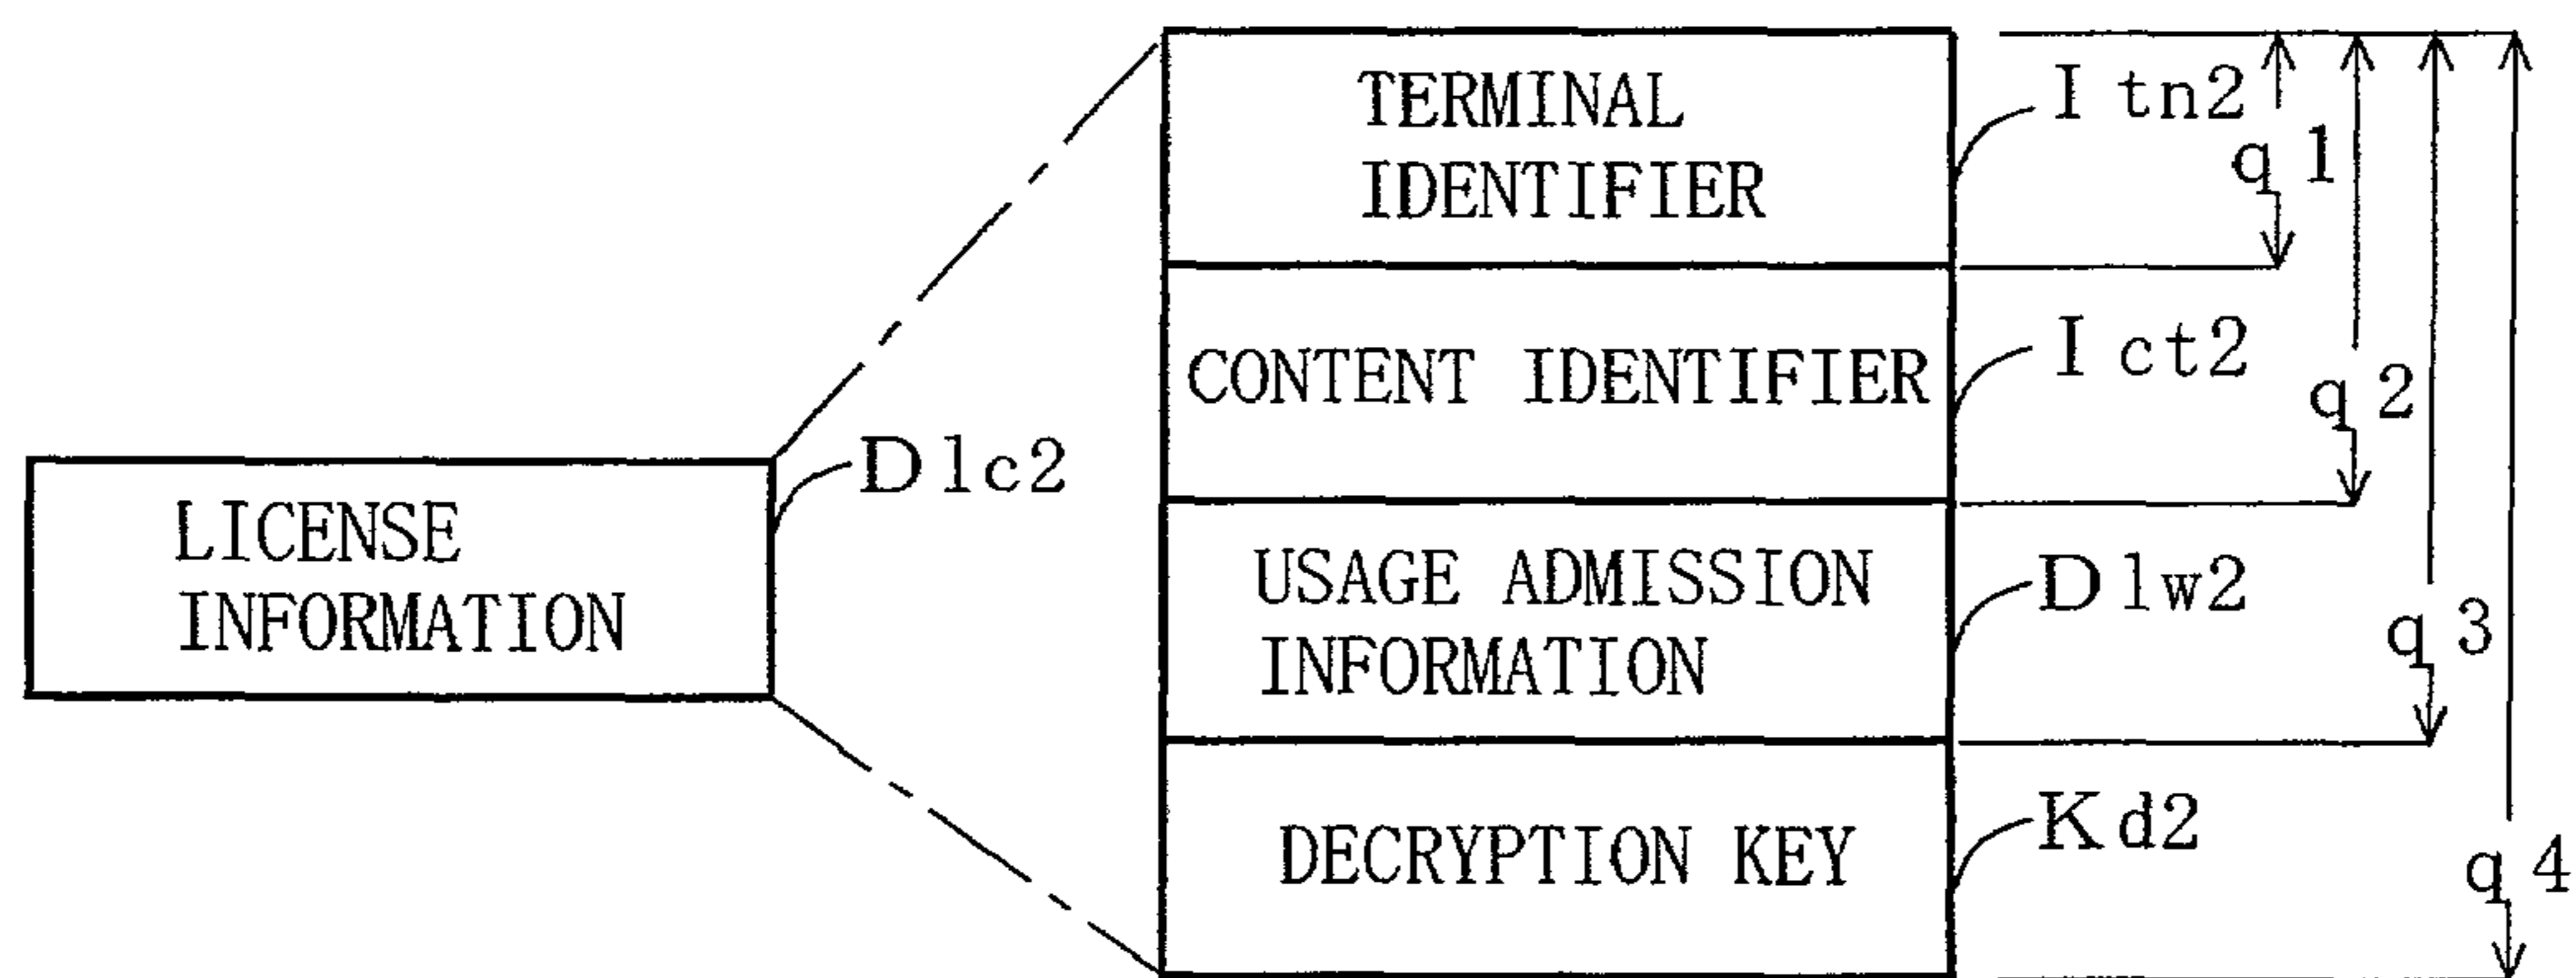 TERMINAL
IDENTIFIER
I tn2
q 1
CONTENT IDENTIFIER
I ct2
q 2
LICENSE
INFORMATION
D lc2
USAGE ADMISSION
INFORMATION
D lw2
q 3
DECRYPTION KEY
K d2
q 4